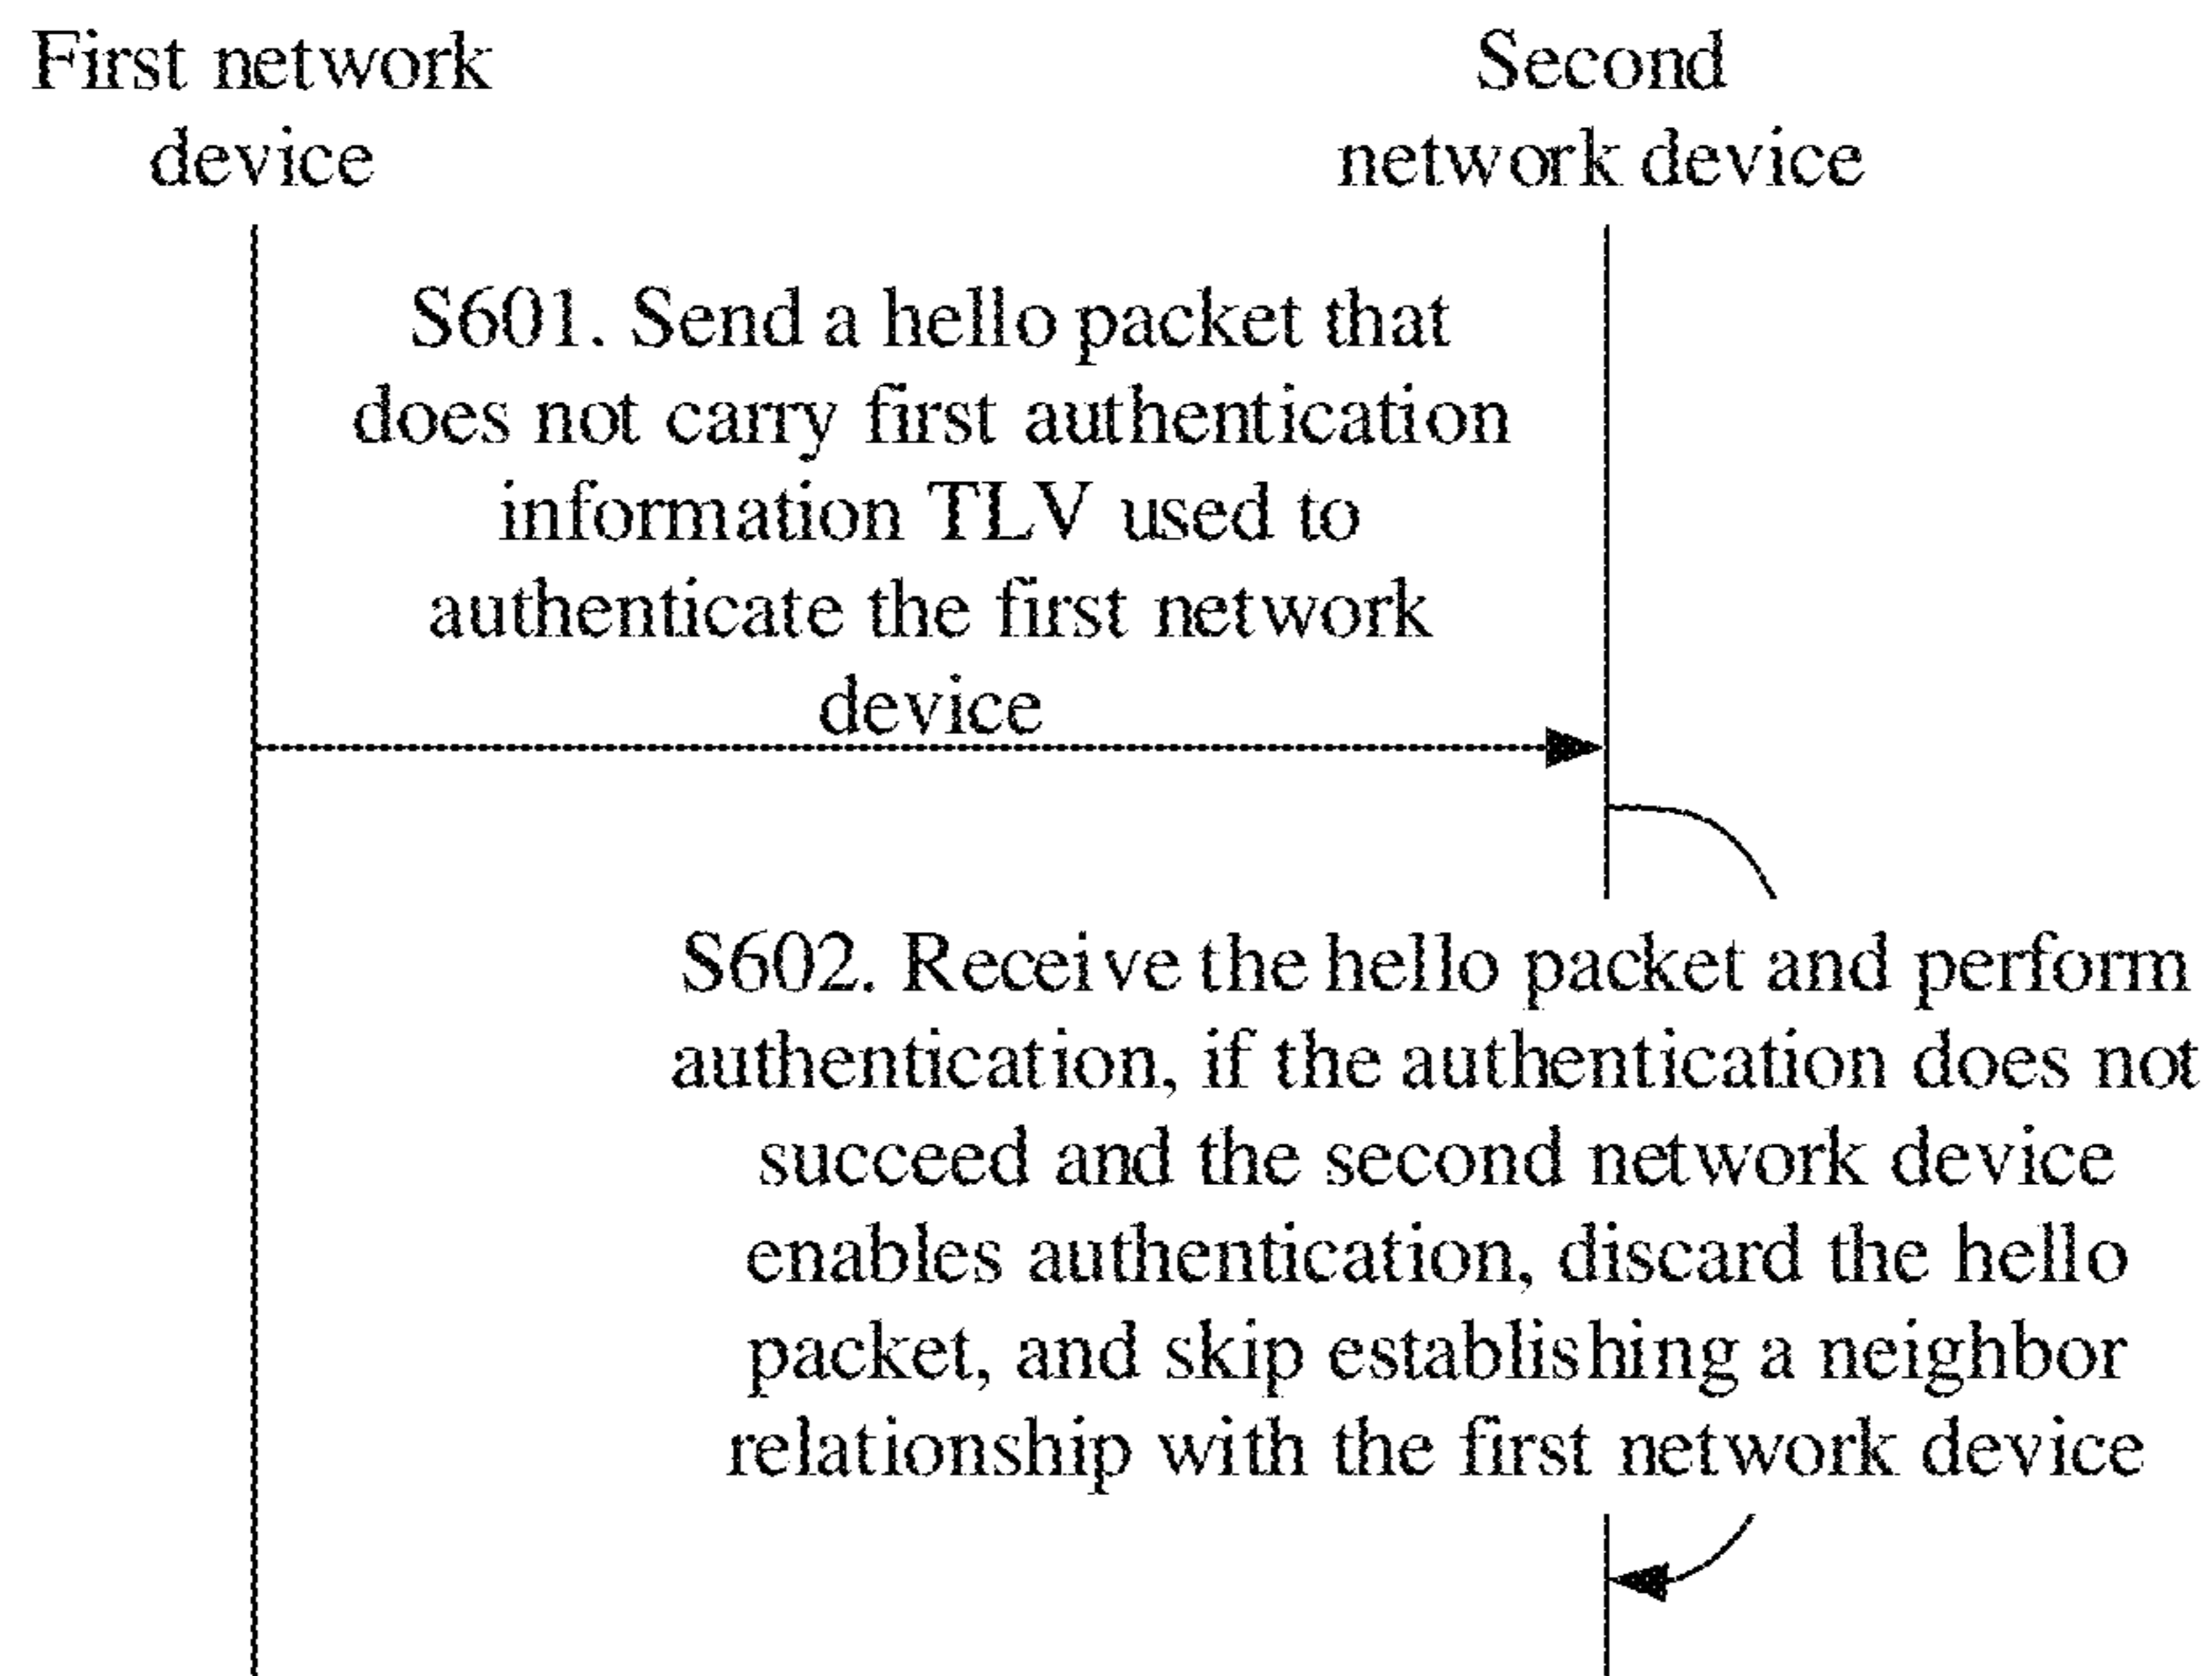 First network
device
Second
network device
S601. Send a hello packet that
does not carry first authentication
information TLV used to
authenticate the first network
device
S602. Receive the hello packet and perform
authentication, if the authentication does not
succeed and the second network device
enables authentication, discard the hello
packet, and skip establishing a neighbor
relationship with the first network device